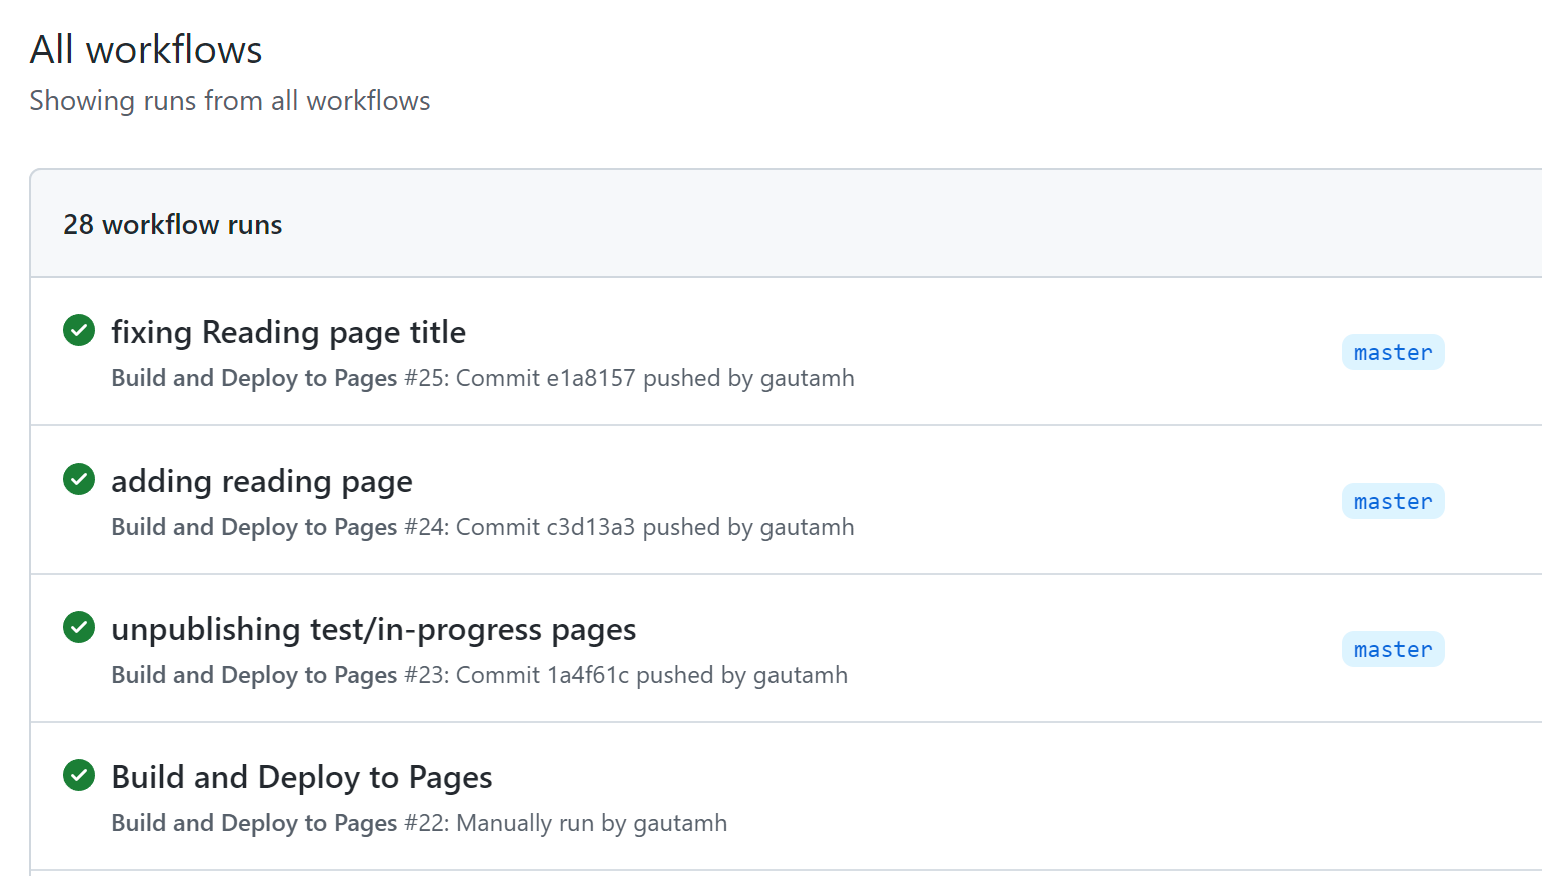 All workflows
Showing runs from all workflows
28 workflow runs
fixing Reading page title
master
Build and Deploy to Pages #25: Commit e1a8157 pushed by gautamh
adding reading page
master
Build and Deploy to Pages #24: Commit c3d13a3 pushed by gautamh
unpublishing test/in-progress pages
master
Build and Deploy to Pages #23: Commit 1a4f61c pushed by gautamh
Build and Deploy to Pages
Build and Deploy to Pages #22: Manually run by gautamh